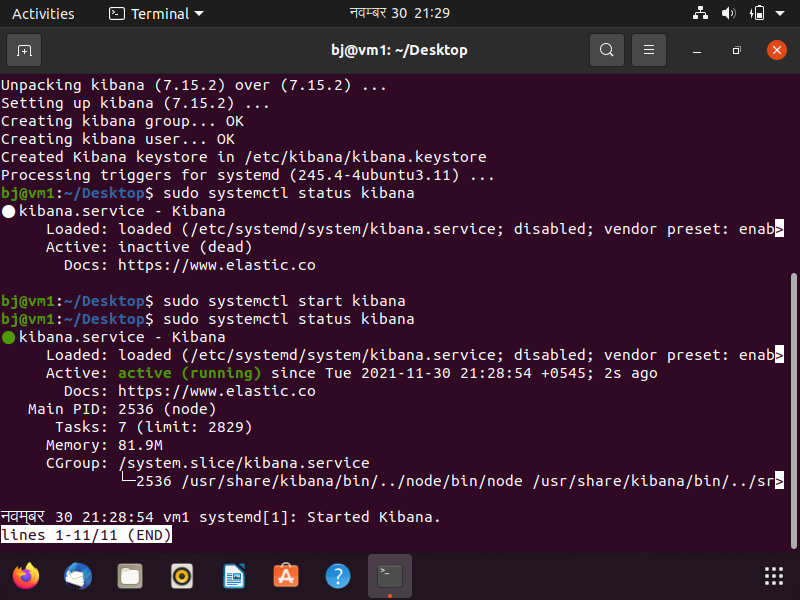 Activities Terminal नवम्बर 30 21:29
bj@vm1: ~/Desktop
Unpacking kibana (7.15.2) over (7.15.2) ...
Setting up kibana (7.15.2) ...
Creating kibana group... OK
Creating kibana user... OK
Created Kibana keystore in /etc/kibana/kibana.keystore
Processing triggers for systemd (245.4-4ubuntu3.11) ...
bj@vm1:~/Desktop$ sudo systemctl status kibana
●kibana.service - Kibana
     Loaded: loaded (/etc/systemd/system/kibana.service; disabled; vendor preset: enab>
     Active: inactive (dead)
       Docs: https://www.elastic.co
bj@vm1:~/Desktop$ sudo systemctl start kibana
bj@vm1:~/Desktop$ sudo systemctl status kibana
●kibana.service - Kibana
     Loaded: loaded (/etc/systemd/system/kibana.service; disabled; vendor preset: enab>
     Active: active (running) since Tue 2021-11-30 21:28:54 +0545; 2s ago
       Docs: https://www.elastic.co
   Main PID: 2536 (node)
      Tasks: 7 (limit: 2829)
     Memory: 81.9M
     CGroup: /system.slice/kibana.service
             └─2536 /usr/share/kibana/bin/../node/bin/node /usr/share/kibana/bin/../sr>
नवम्बर 30 21:28:54 vm1 systemd[1]: Started Kibana.
lines 1-11/11 (END)